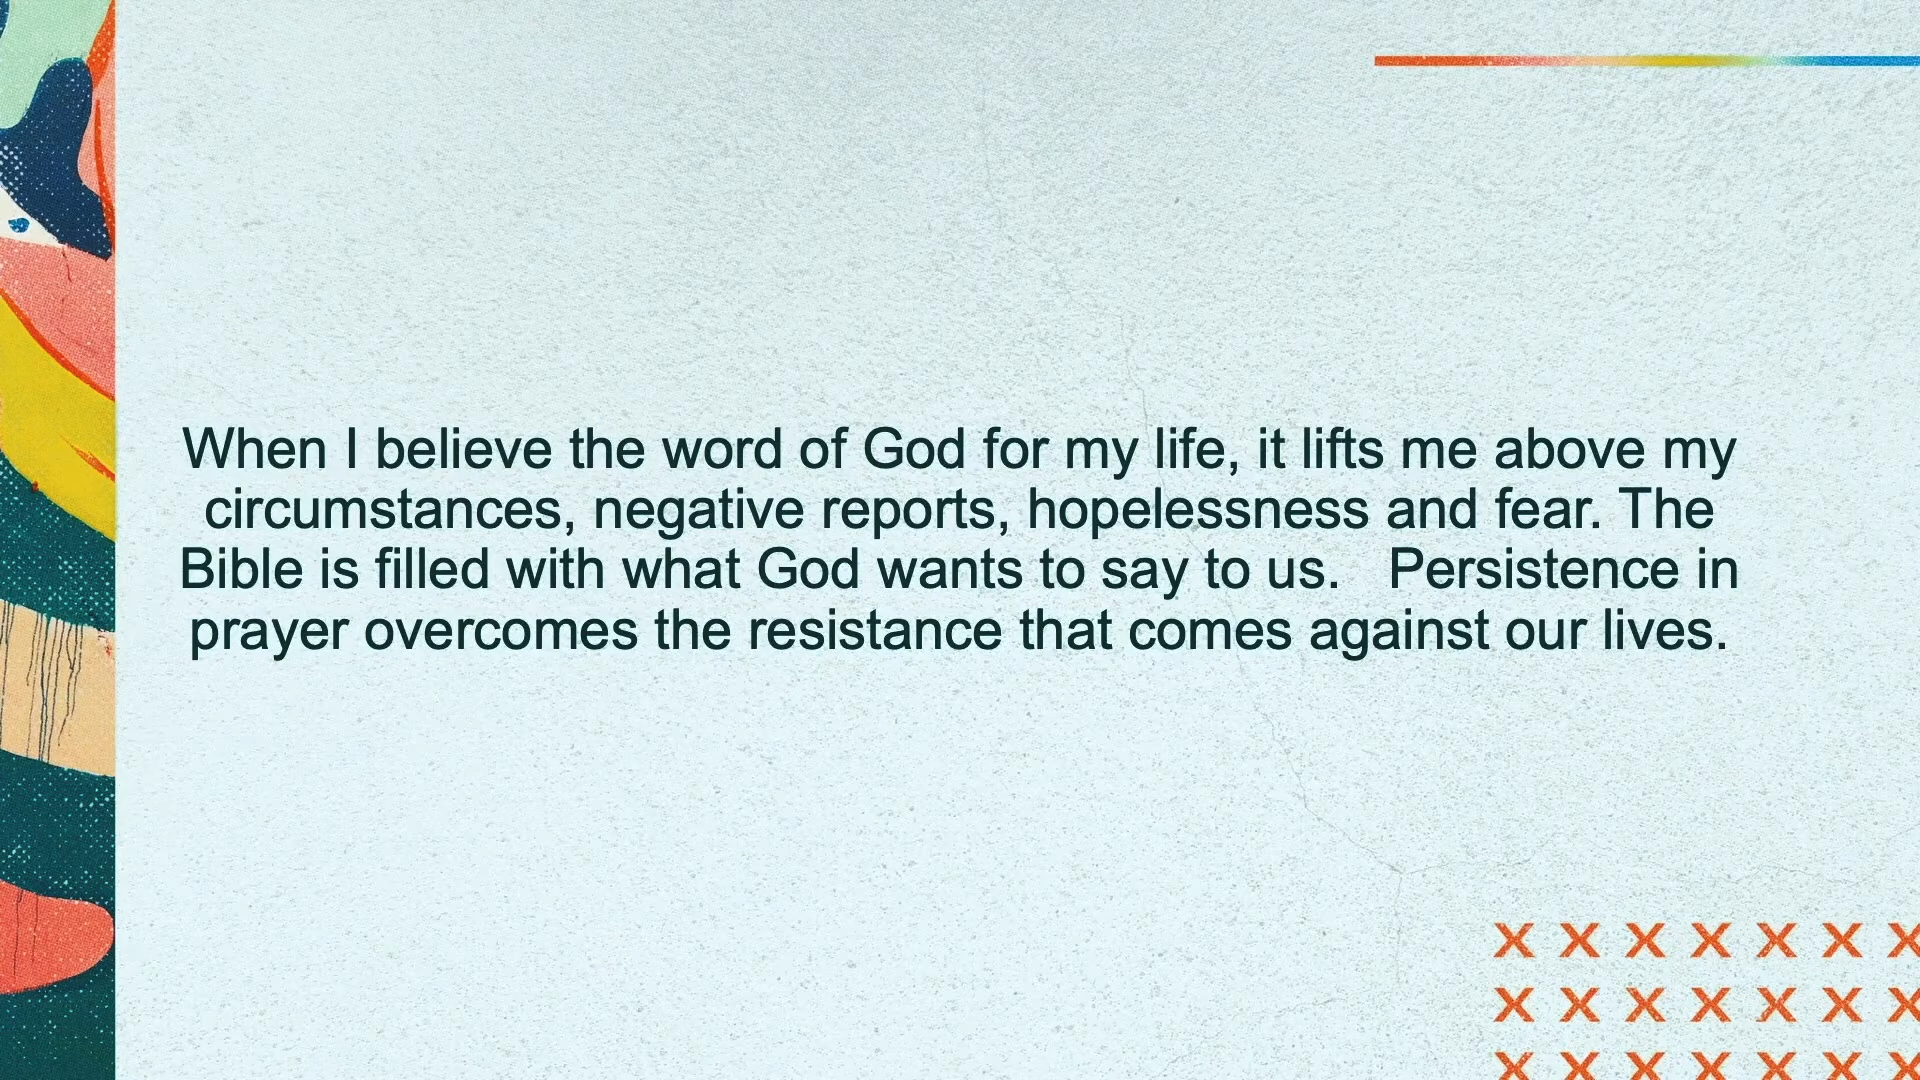 When I believe the word of God for my life, it lifts me above my
circumstances, negative reports, hopelessness and fear. The
Bible is filled with what God wants to say to us.   Persistence in
prayer overcomes the resistance that comes against our lives.